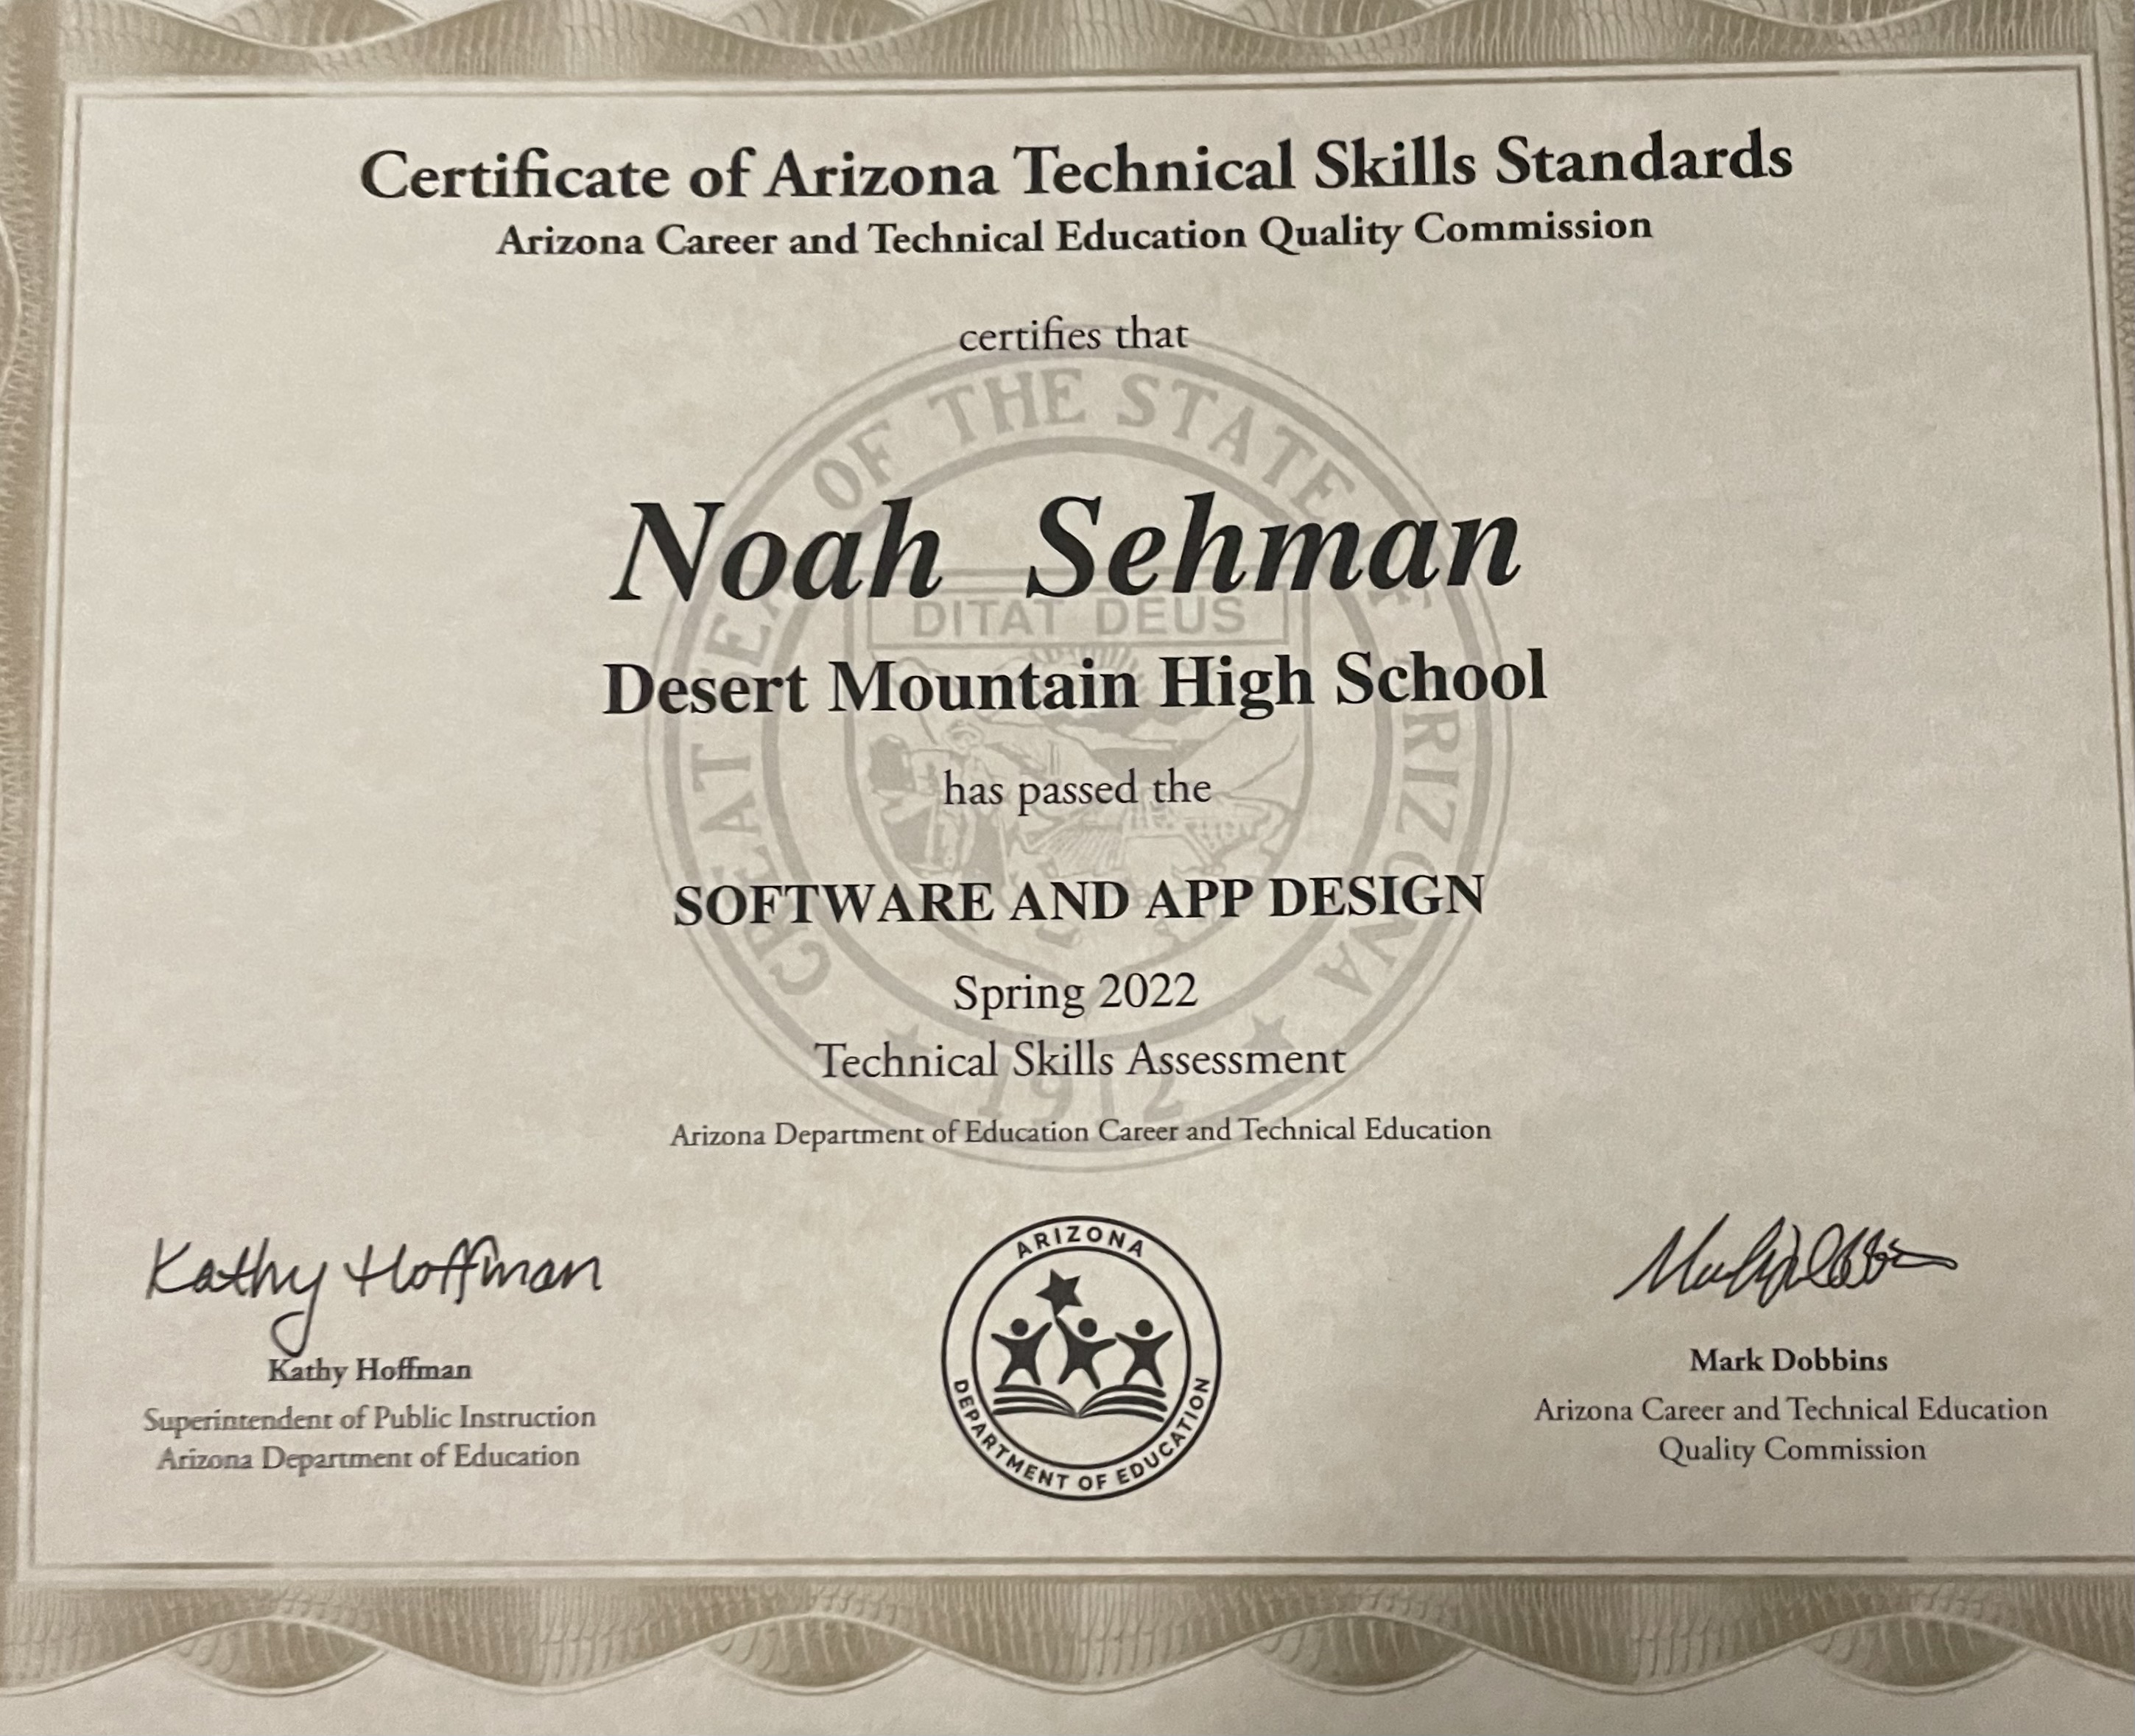 Certificate of Arizona Technical Skills Standards
Arizona Career and Technical Education Quality Commission
certifies that
GREAT SEAL OF THE STATE OF ARIZONA
Noah Sehman
DITAT DEUS
Desert Mountain High School
has passed the
SOFTWARE AND APP DESIGN
Spring 2022
Technical Skills Assessment
1912
Arizona Department of Education Career and Technical Education
Kathy Hoffman
Kathy Hoffman
Superintendent of Public Instruction
Arizona Department of Education
ARIZONA
DEPARTMENT OF EDUCATION
Mark Dobbins
Mark Dobbins
Arizona Career and Technical Education
Quality Commission